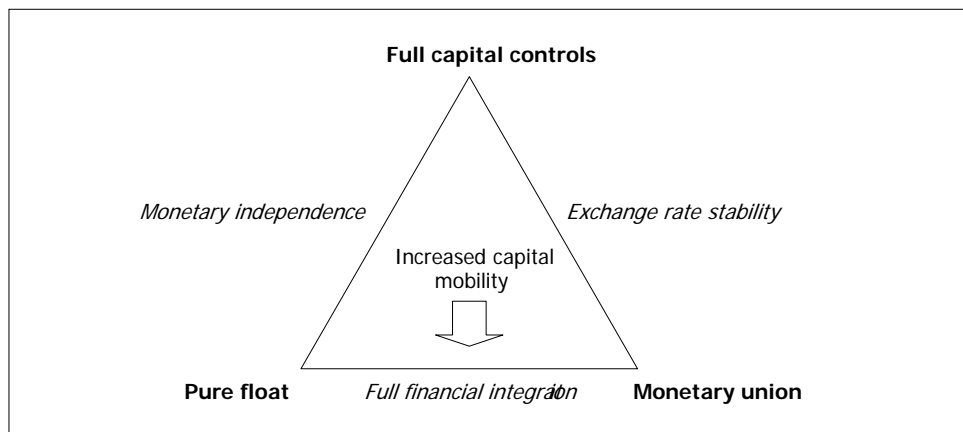 Full capital controls
Monetary independence
Exchange rate stability
Increased capital
mobility
Pure float
Full financial integration
Monetary union